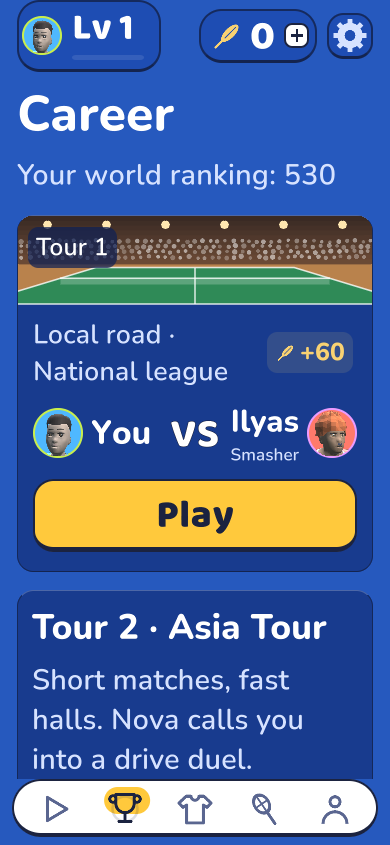 Lv 1
0
Career
Your world ranking: 530
Tour 1
Local road ·
National league
+60
You
VS
Ilyas
Smasher
Play
Tour 2 · Asia Tour
Short matches, fast
halls. Nova calls you
into a drive duel.